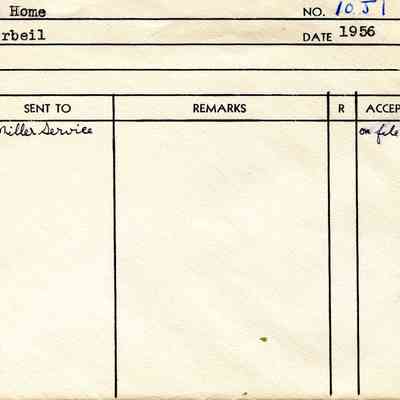 Home NO. 1051
rbeil DATE 1956
SENT TO REMARKS R ACCEP
Miller Service on file